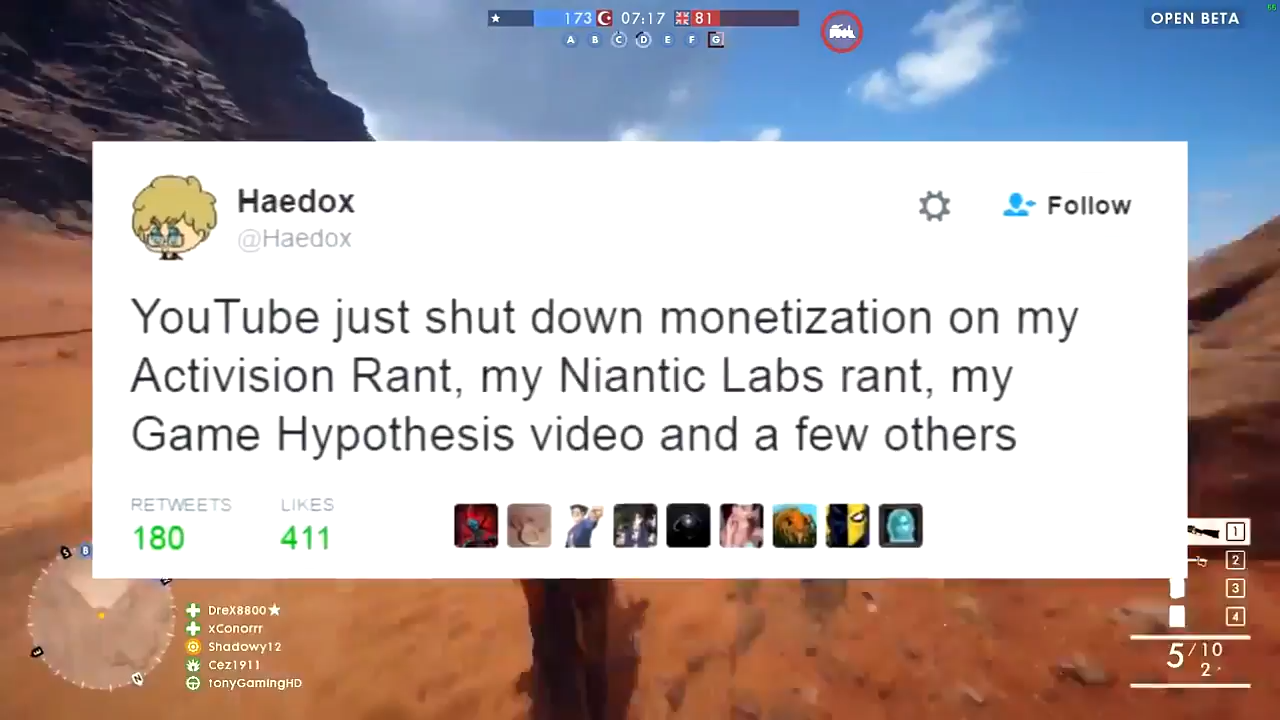 173 07:17 81
OPEN BETA
A B C D E F G
Haedox
@Haedox
Follow
YouTube just shut down monetization on my
Activision Rant, my Niantic Labs rant, my
Game Hypothesis video and a few others
RETWEETS LIKES
180 411
1
2
3
4
S B
DreX8800
xConorrr
Shadowy12
Cez1911
tonyGamingHD
N
5/10
2